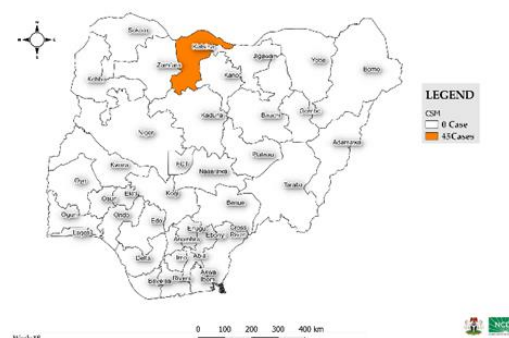 N
W
E
S
Sokoto
Katsina
Jigawa
Yobe
Borno
Zamfara
Kano
Kebbi
Kaduna
Bauchi
Gombe
Adamawa
Niger
Plateau
FCT
Kwara
Nasarawa
Taraba
Oyo
Ekiti
Kogi
Benue
Osun
Ogun
Ondo
Edo
Lagos
Enugu
Ebonyi
Cross
River
Anambra
Delta
Imo
Abia
Akwa
Ibom
Bayelsa
Rivers
LEGEND
CSM
0 Case
45Cases
0 100 200 300 400 km
NCD